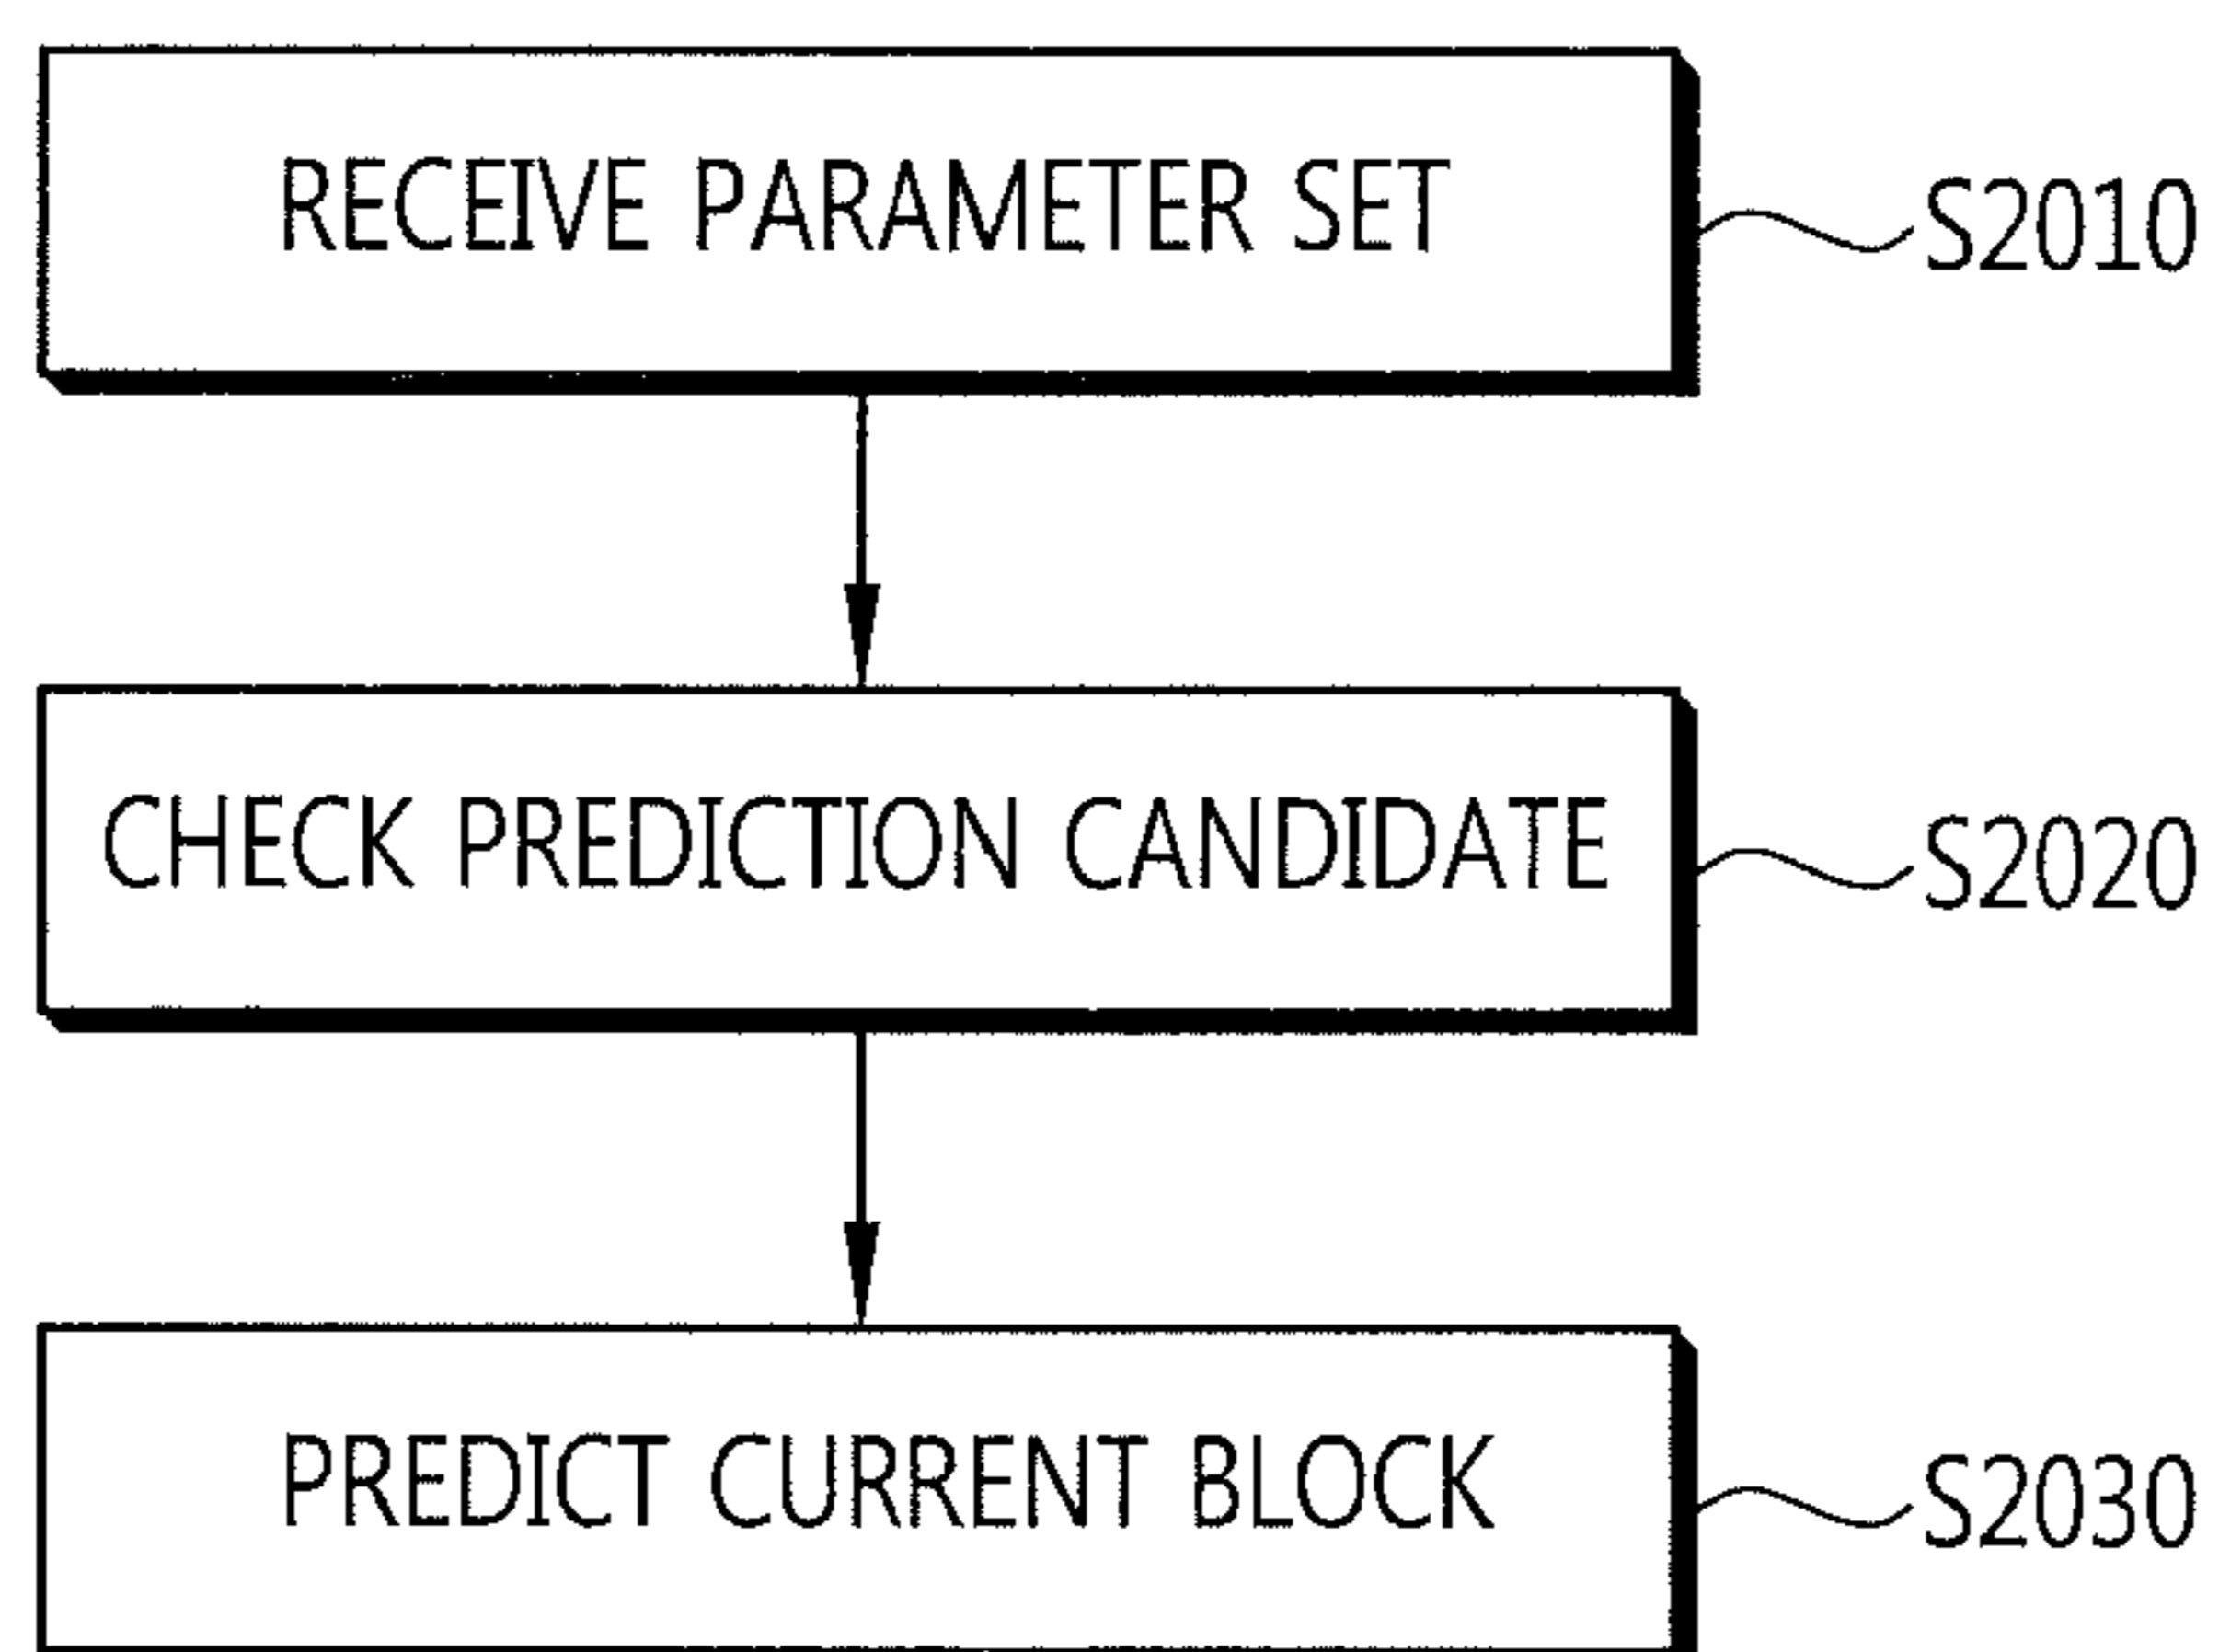 RECEIVE PARAMETER SET
S2010
CHECK PREDICTION CANDIDATE
S2020
PREDICT CURRENT BLOCK
S2030